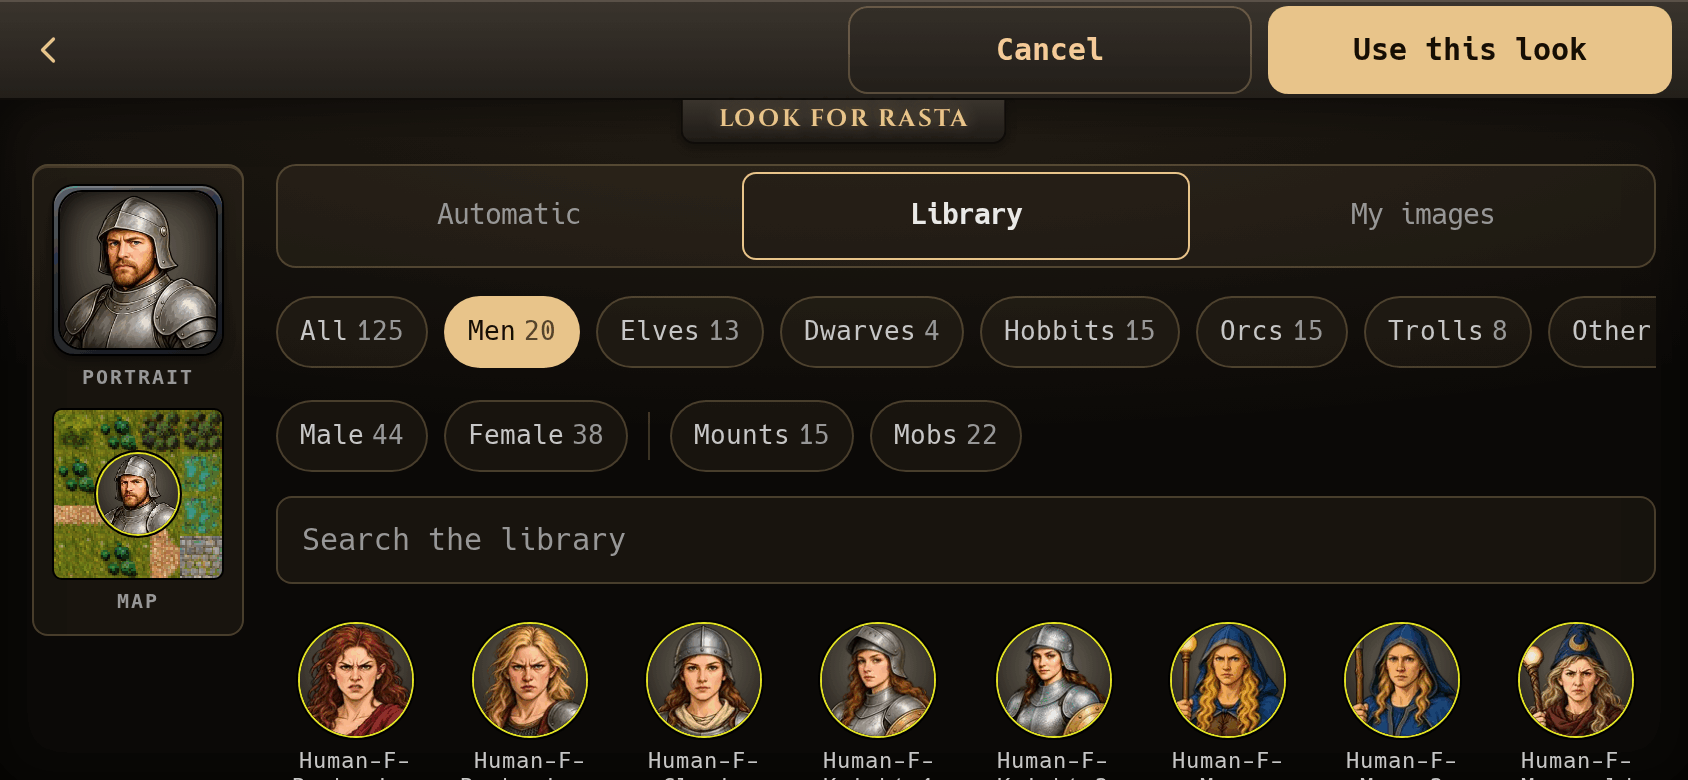 Cancel
Use this look
LOOK FOR RASTA
Automatic
Library
My images
All 125
Men 20
Elves 13
Dwarves 4
Hobbits 15
Orcs 15
Trolls 8
Other
Male 44
Female 38
Mounts 15
Mobs 22
Search the library
PORTRAIT
MAP
Human-F-
Human-F-
Human-F-
Human-F-
Human-F-
Human-F-
Human-F-
Human-F-